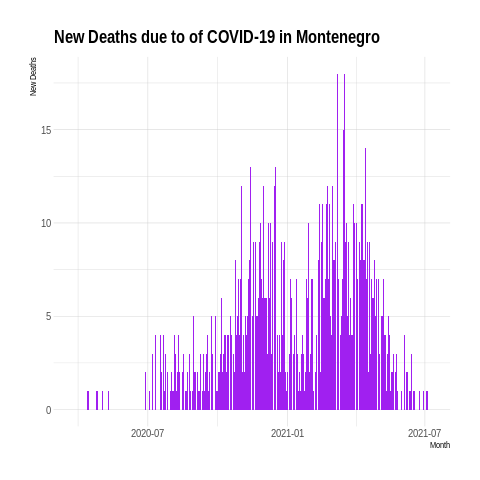 New Deaths due to of COVID-19 in Montenegro
New Deaths
15
10
5
0
2020-07
2021-01
2021-07
Month